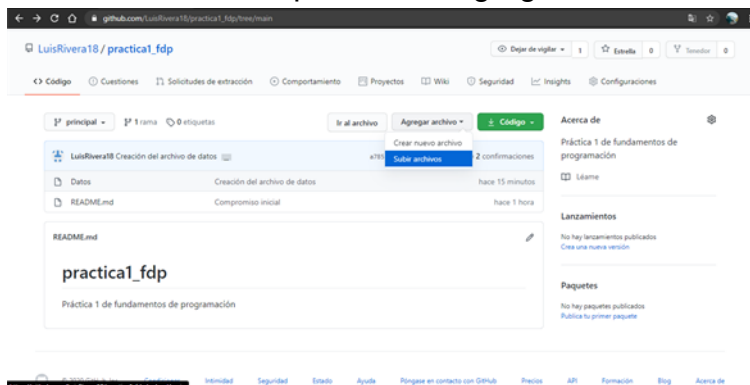 github.com/LuisRivera18/practica1_fdp/tree/main
LuisRivera18 / practica1_fdp
Dejar de vigilar 1 Estrella 0 Tenedor 0
Código Cuestiones Solicitudes de extracción Comportamiento Proyectos Wiki Seguridad Insights Configuraciones
principal 1 rama 0 etiquetas Ir al archivo Agregar archivo Código
Crear nuevo archivo
Subir archivos
LuisRivera18 Creación del archivo de datos 2 confirmaciones
Datos Creación del archivo de datos hace 15 minutos
README.md Compromiso inicial hace 1 hora
README.md
practica1_fdp
Práctica 1 de fundamentos de programación
Acerca de
Práctica 1 de fundamentos de
programación
Léame
Lanzamientos
No hay lanzamientos publicados
Crea una nueva versión
Paquetes
No hay paquetes publicados
Publica tu primer paquete
Intimidad Seguridad Estado Ayuda Póngase en contacto con GitHub Precios API Formación Blog Acerca de